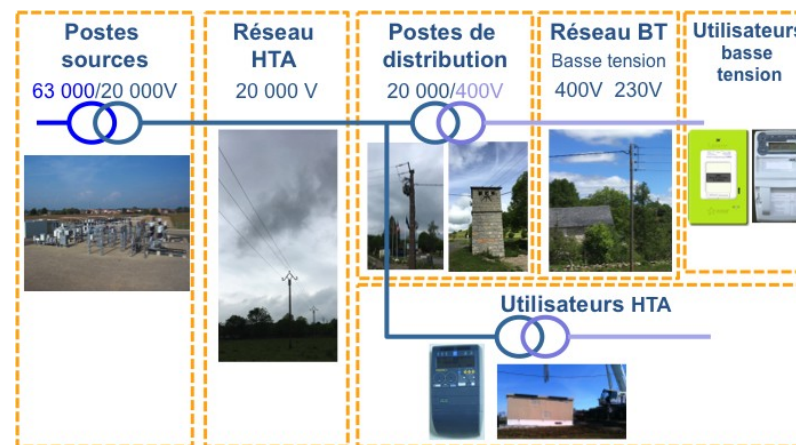 Postes
sources
63 000/20 000V
Réseau
HTA
20 000 V
Postes de
distribution
20 000/400V
Réseau BT
Basse tension
400V 230V
Utilisateurs
basse
tension
Utilisateurs HTA